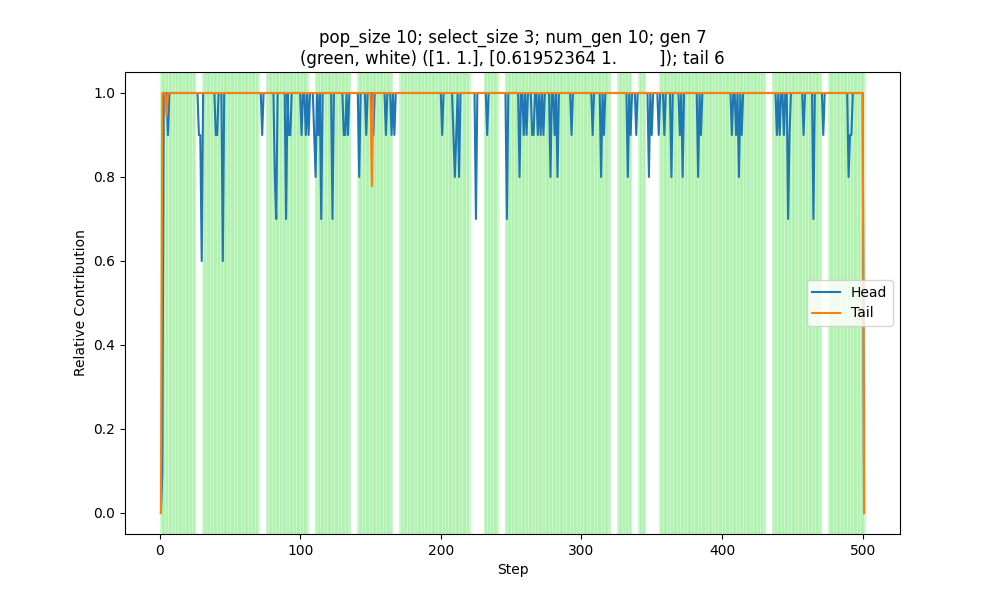 pop_size 10; select_size 3; num_gen 10; gen 7
(green, white) ([1. 1.], [0.61952364 1.         ]); tail 6
1.0
0.8
0.6
0.4
0.2
0.0
Relative Contribution
Head
Tail
0
100
200
300
400
500
Step